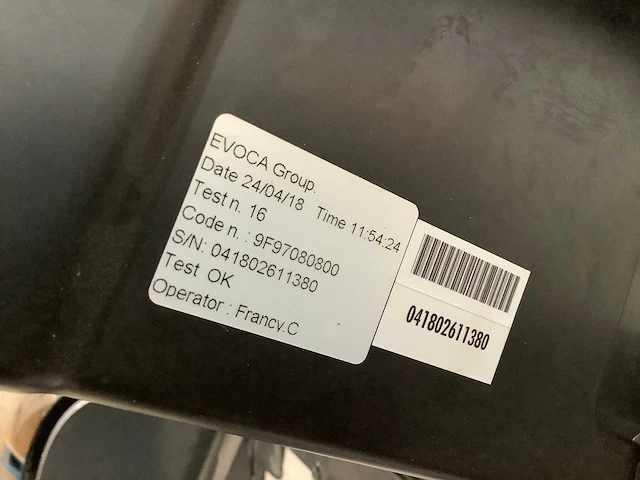 EVOCA Group.
Date 24/04/18 Time 11:54:24
Test n. 16
Code n. : 9F97080800
S/N: 041802611380
Test OK
Operator : Francy.C
041802611380